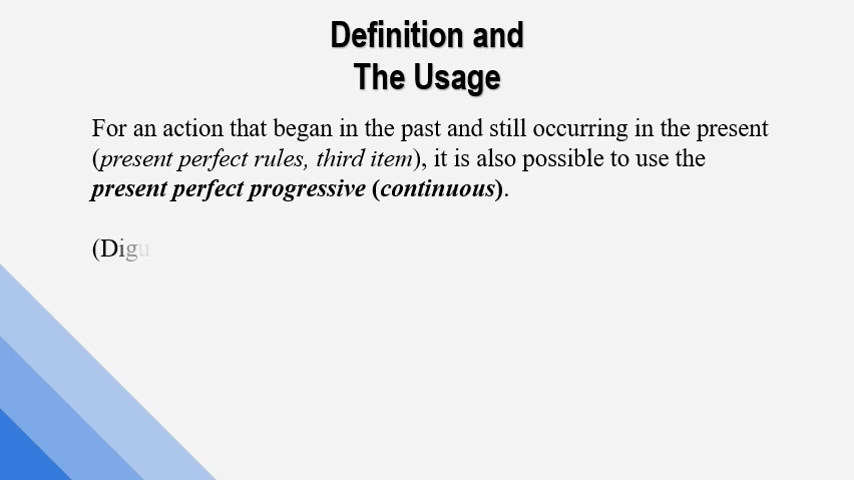 Definition and
The Usage
For an action that began in the past and still occurring in the present
(present perfect rules, third item), it is also possible to use the
present perfect progressive (continuous).
(Digu